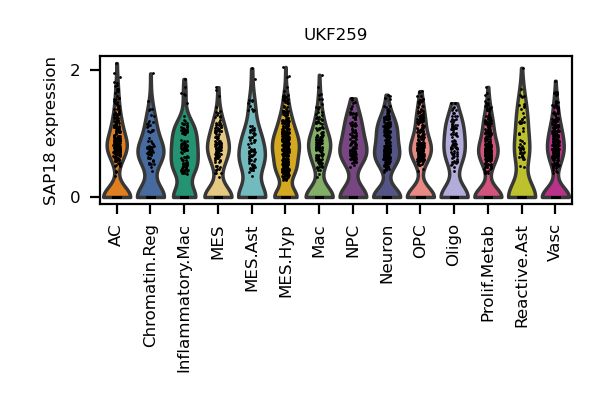 UKF259
SAP18 expression
2
0
AC
Chromatin.Reg
Inflammatory.Mac
MES
MES.Ast
MES.Hyp
Mac
NPC
Neuron
OPC
Oligo
Prolif.Metab
Reactive.Ast
Vasc